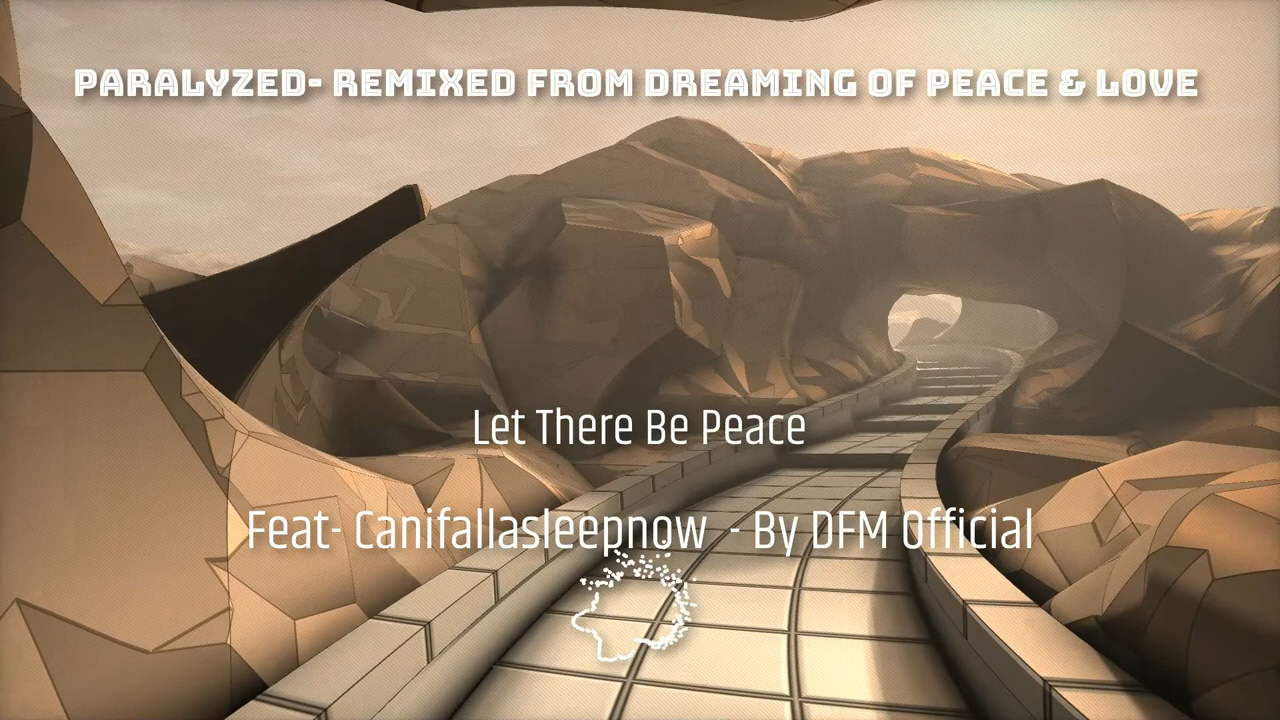 PARALYZED- REMIXED FROM DREAMING OF PEACE & LOVE
Let There Be Peace
Feat- Canifallasleepnow - By DFM Official